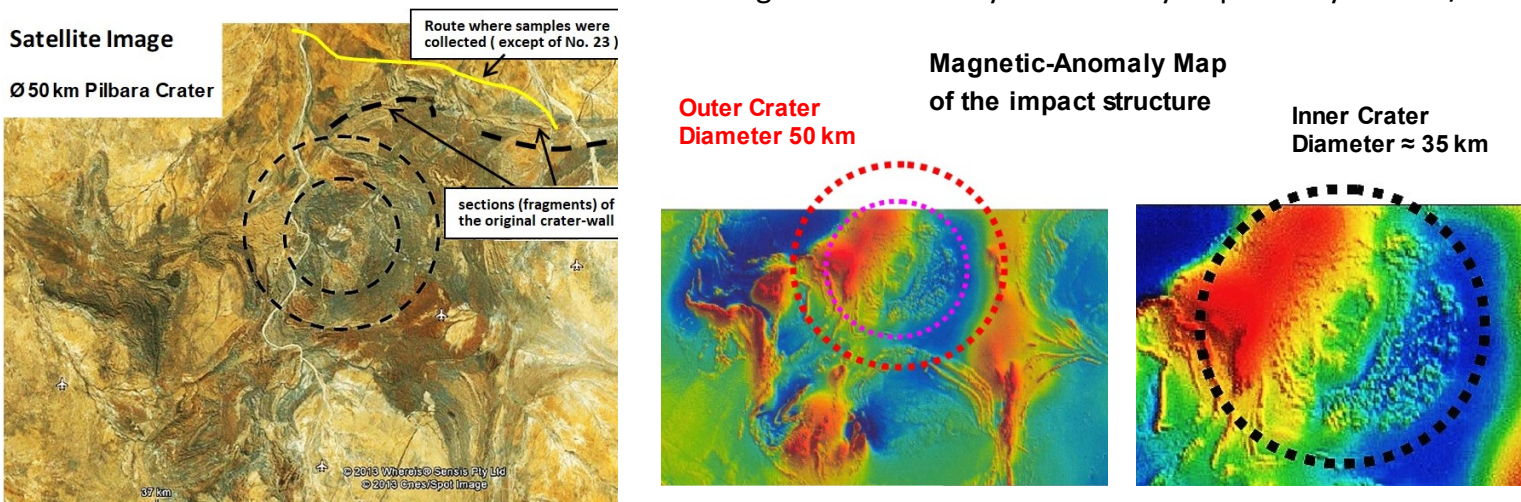 Satellite Image
Ø 50 km Pilbara Crater
Route where samples were
collected ( except of No. 23 )
sections (fragments) of
the original crater-wall
© 2013 Whereis® Sensis Pty Ltd
© 2013 Cnes/Spot Image
37 km
Magnetic-Anomaly Map
of the impact structure
Outer Crater
Diameter 50 km
Inner Crater
Diameter ≈ 35 km